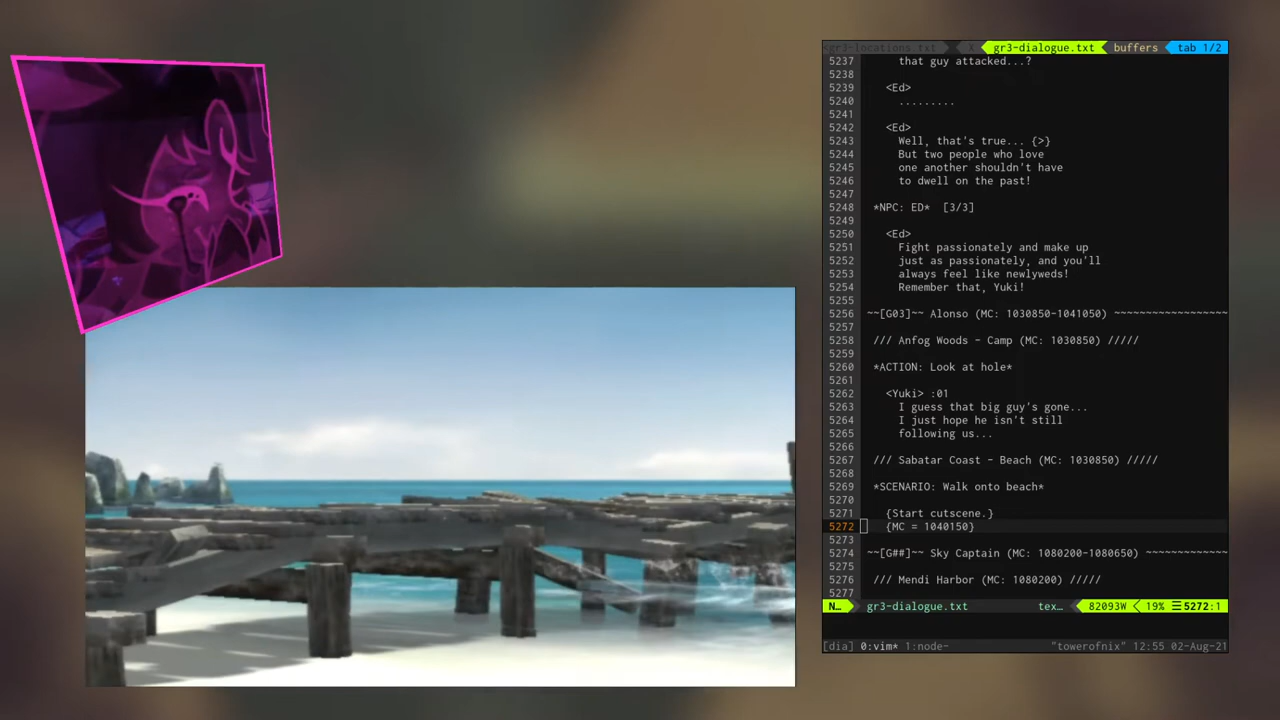 <gr3-locations.txt X gr3-dialogue.txt buffers tab 1/2
5237 that guy attacked...?
5238
5239 <Ed>
5240 .........
5241
5242 <Ed>
5243 Well, that's true... {>}
5244 But two people who love
5245 one another shouldn't have
5246 to dwell on the past!
5247
5248 *NPC: ED* [3/3]
5249
5250 <Ed>
5251 Fight passionately and make up
5252 just as passionately, and you'll
5253 always feel like newlyweds!
5254 Remember that, Yuki!
5255
5256 ~~[G03]~~ Alonso (MC: 1030850-1041050) ~~~~~~~~~~~~~~~~~~
5257
5258 /// Anfog Woods - Camp (MC: 1030850) /////
5259
5260 *ACTION: Look at hole*
5261
5262 <Yuki> :01
5263 I guess that big guy's gone...
5264 I just hope he isn't still
5265 following us...
5266
5267 /// Sabatar Coast - Beach (MC: 1030850) /////
5268
5269 *SCENARIO: Walk onto beach*
5270
5271 {Start cutscene.}
5272 {MC = 1040150}
5273
5274 ~~[G##]~~ Sky Captain (MC: 1080200-1080650) ~~~~~~~~~~~~~
5275
5276 /// Mendi Harbor (MC: 1080200) /////
5277
N… gr3-dialogue.txt tex… 82093W < 19% ☰5272:1
[dia] 0:vim* 1:node- "towerofnix" 12:55 02-Aug-21